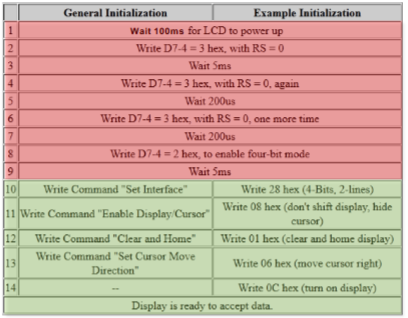 General Initialization Example Initialization
1 Wait 100ms for LCD to power up
2 Write D7-4 = 3 hex, with RS = 0
3 Wait 5ms
4 Write D7-4 = 3 hex, with RS = 0, again
5 Wait 200us
6 Write D7-4 = 3 hex, with RS = 0, one more time
7 Wait 200us
8 Write D7-4 = 2 hex, to enable four-bit mode
9 Wait 5ms
10 Write Command "Set Interface" Write 28 hex (4-Bits, 2-lines)
11 Write Command "Enable Display/Cursor" Write 08 hex (don't shift display, hide
cursor)
12 Write Command "Clear and Home" Write 01 hex (clear and home display)
13 Write Command "Set Cursor Move
Direction" Write 06 hex (move cursor right)
14 -- Write 0C hex (turn on display)
Display is ready to accept data.